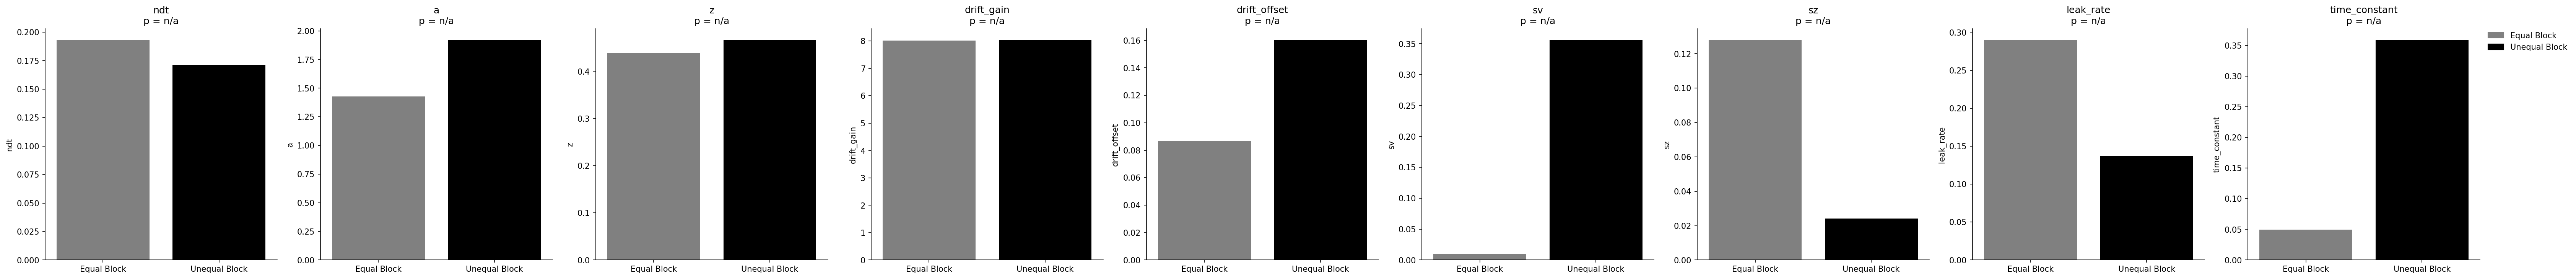 ndt
p = n/a
0.200
0.175
0.150
0.125
0.100
0.075
0.050
0.025
0.000
ndt
Equal Block
Unequal Block
a
p = n/a
2.00
1.75
1.50
1.25
1.00
0.75
0.50
0.25
0.00
a
Equal Block
Unequal Block
z
p = n/a
0.4
0.3
0.2
0.1
0.0
z
Equal Block
Unequal Block
drift_gain
p = n/a
8
7
6
5
4
3
2
1
0
drift_gain
Equal Block
Unequal Block
drift_offset
p = n/a
0.16
0.14
0.12
0.10
0.08
0.06
0.04
0.02
0.00
drift_offset
Equal Block
Unequal Block
sv
p = n/a
0.35
0.30
0.25
0.20
0.15
0.10
0.05
0.00
sv
Equal Block
Unequal Block
sz
p = n/a
0.12
0.10
0.08
0.06
0.04
0.02
0.00
sz
Equal Block
Unequal Block
leak_rate
p = n/a
0.30
0.25
0.20
0.15
0.10
0.05
0.00
leak_rate
Equal Block
Unequal Block
time_constant
p = n/a
0.35
0.30
0.25
0.20
0.15
0.10
0.05
0.00
time_constant
Equal Block
Unequal Block
Equal Block
Unequal Block